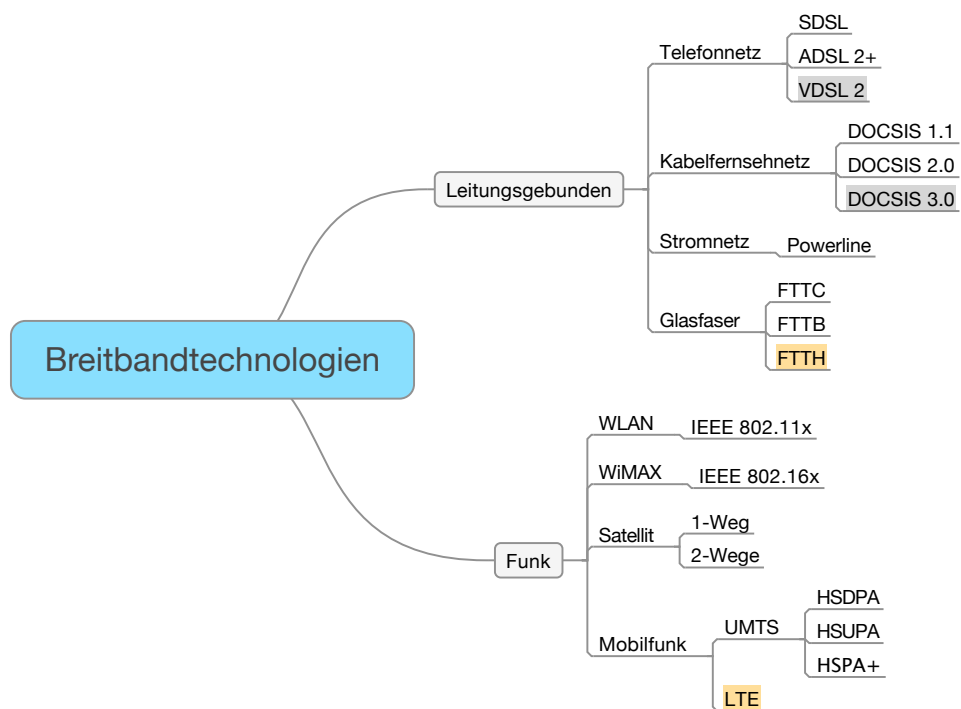 Breitbandtechnologien
Leitungsgebunden
Telefonnetz
SDSL
ADSL 2+
VDSL 2
Kabelfernsehnetz
DOCSIS 1.1
DOCSIS 2.0
DOCSIS 3.0
Stromnetz
Powerline
Glasfaser
FTTC
FTTB
FTTH
Funk
WLAN
IEEE 802.11x
WiMAX
IEEE 802.16x
Satellit
1-Weg
2-Wege
Mobilfunk
UMTS
HSDPA
HSUPA
HSPA+
LTE